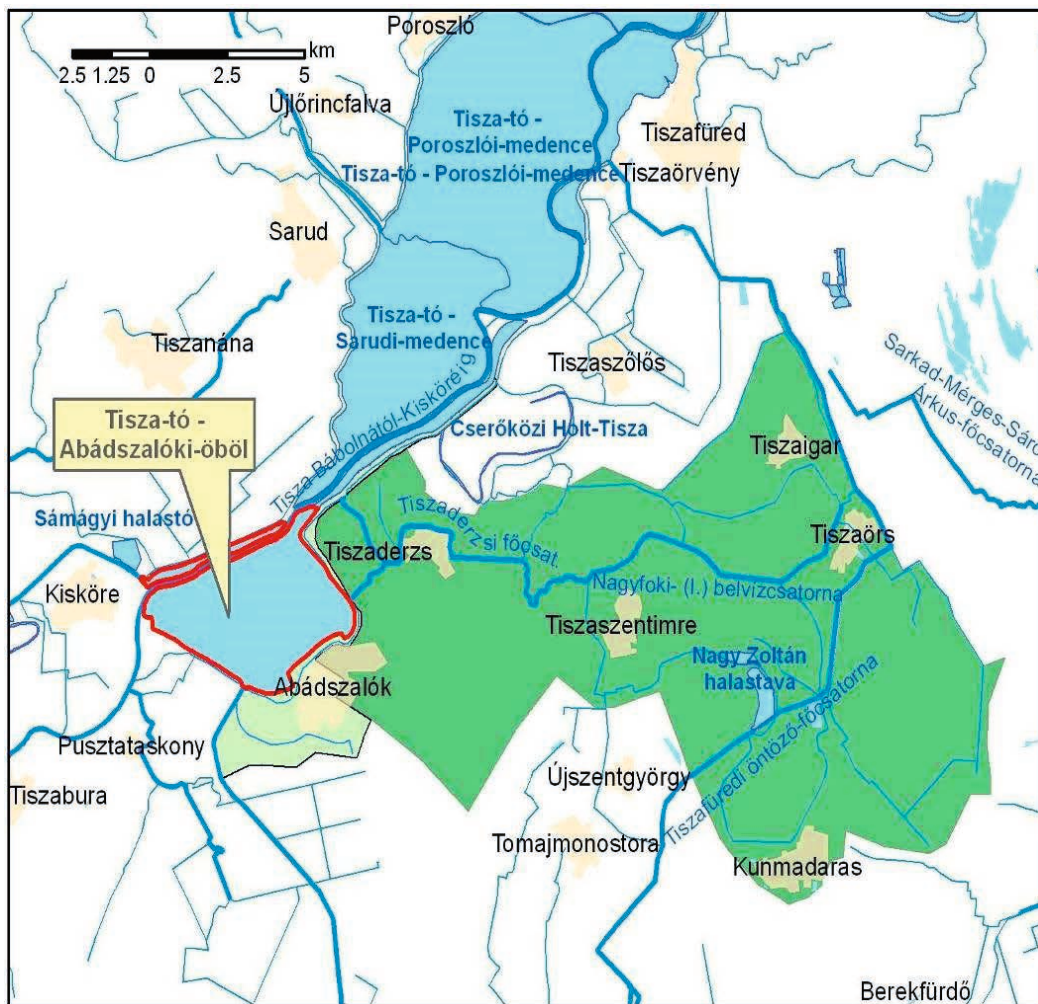 Poroszló
km
2.5 1.25 0 2.5 5
Újlőrincfalva
Tisza-tó -
Poroszlói-medence
Tiszafüred
Tisza-tó - Poroszlói-medence
Tiszaörvény
Sarud
Tisza-tó -
Sarudi-medence
Tiszanána
Tiszaszőlős
Sarkad-Mérges-Sáros
Árkus-főcsatorna
Tisza-tó -
Abádszalóki-öböl
Tisza-Bábolnától-Kisköréig
Cserőközi Holt-Tisza
Tiszaigar
Sámágyi halastó
Tiszaderzsi főcsat.
Tiszaörs
Tiszaderzs
Kisköre
Nagyfoki- (I.) belvízcsatorna
Tiszaszentimre
Nagy Zoltán
halastava
Abádszalók
Pusztataskony
Tiszabura
Újszentgyörgy
Tiszafüredi öntöző-főcsatorna
Tomajmonostora
Kunmadaras
Berekfürdő